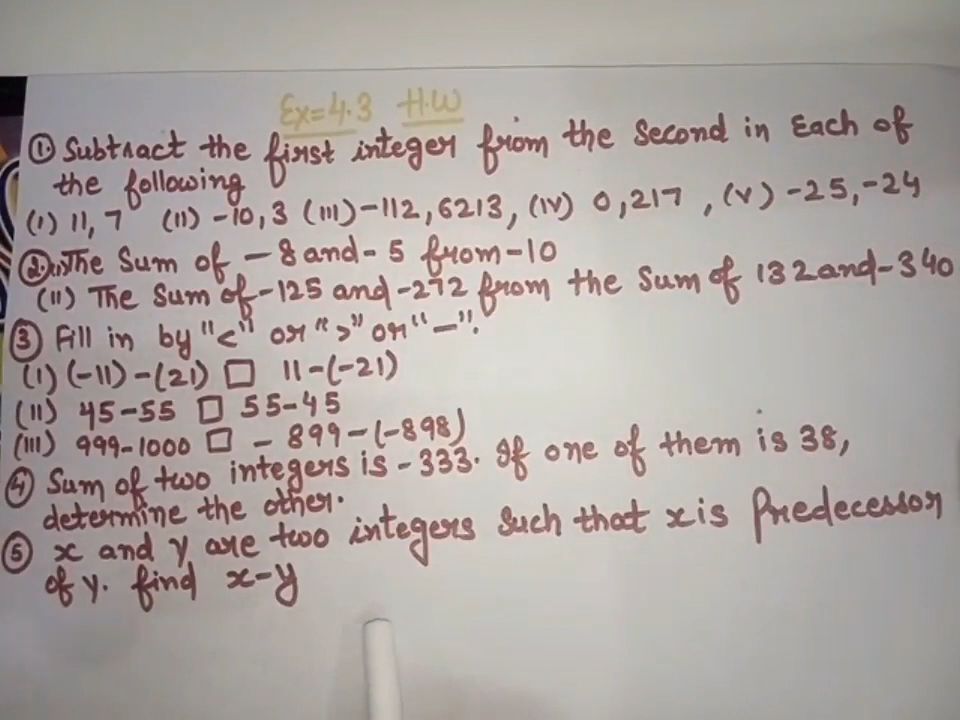 Ex=4.3 H.W
① Subtract the first integer from the Second in Each of
the following
(I) 11, 7 (II) -10, 3 (III) -112, 6213, (IV) 0, 217 , (V) -25, -24
②.(I) The Sum of - 8 and - 5 from -10
(II) The Sum of -125 and -272 from the Sum of 132 and -340
③ Fill in by "<" or ">" or "-".
(I) (-11) - (21) □ 11 - (-21)
(II) 45-55 □ 55-45
(III) 999-1000 □ - 899 - (-898)
④ Sum of two integers is - 333. If one of them is 38,
determine the other.
⑤ x and y are two integers Such that x is Predecessor
of y. find x-y